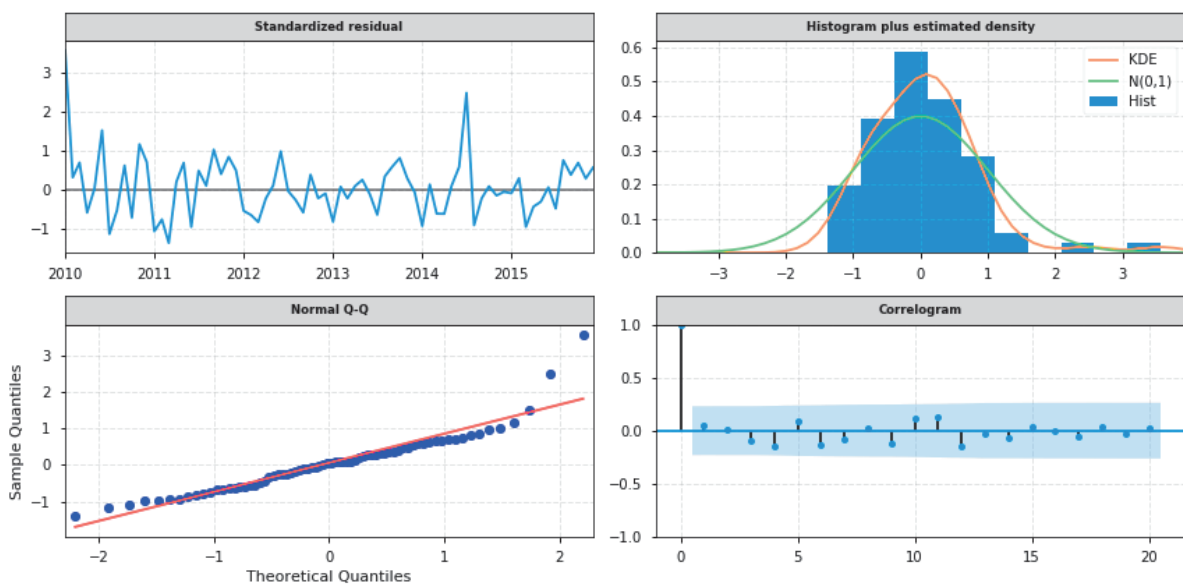 Standardized residual
3
2
1
0
−1
2010 2011 2012 2013 2014 2015
Histogram plus estimated density
0.6
0.5
0.4
0.3
0.2
0.1
0.0
KDE
N(0,1)
Hist
−3 −2 −1 0 1 2 3
Normal Q-Q
Sample Quantiles
3
2
1
0
−1
−2 −1 0 1 2
Theoretical Quantiles
Correlogram
1.0
0.5
0.0
−0.5
−1.0
0 5 10 15 20